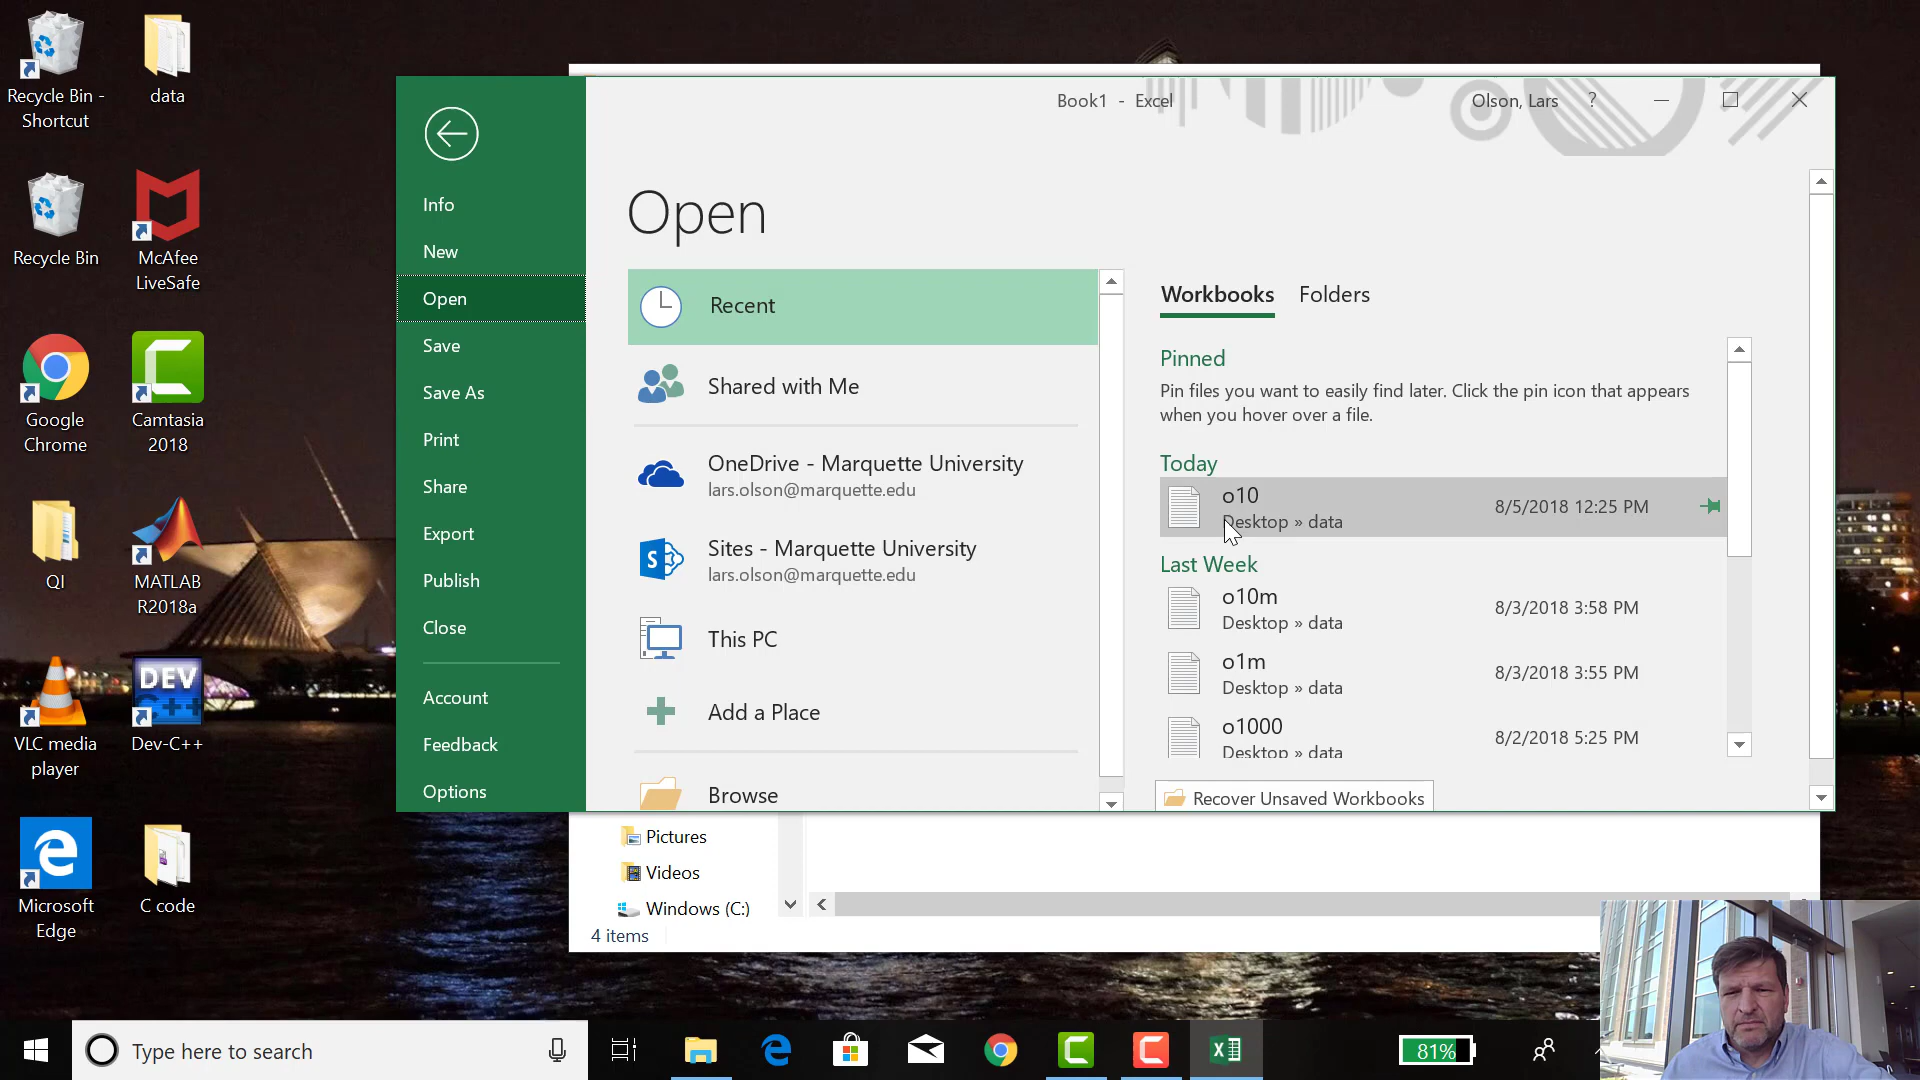 Recycle Bin -
Shortcut
data
Recycle Bin
McAfee
LiveSafe
Google
Chrome
Camtasia
2018
QI
MATLAB
R2018a
VLC media
player
DEV
C++
Dev-C++
Microsoft
Edge
C code
Book1 - Excel
Olson, Lars
?
Info
New
Open
Save
Save As
Print
Share
Export
Publish
Close
Account
Feedback
Options
Open
Recent
Shared with Me
OneDrive - Marquette University
lars.olson@marquette.edu
Sites - Marquette University
lars.olson@marquette.edu
This PC
Add a Place
Browse
Workbooks
Folders
Pinned
Pin files you want to easily find later. Click the pin icon that appears
when you hover over a file.
Today
o10
Desktop » data
8/5/2018 12:25 PM
Last Week
o10m
Desktop » data
8/3/2018 3:58 PM
o1m
Desktop » data
8/3/2018 3:55 PM
o1000
Desktop » data
8/2/2018 5:25 PM
Recover Unsaved Workbooks
Pictures
Videos
Windows (C:)
4 items
Type here to search
81%